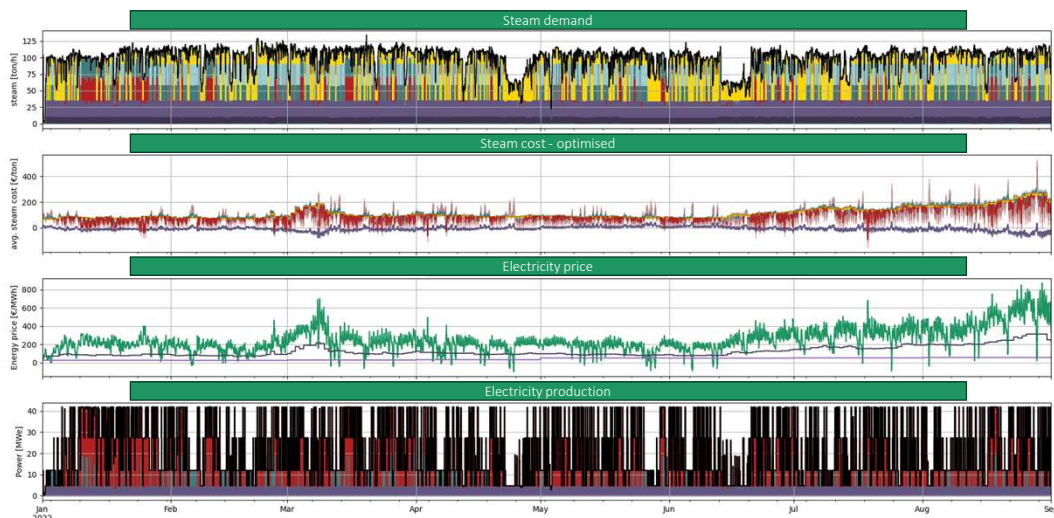 Steam demand
steam [ton/h]
125
100
75
50
25
0
Steam cost - optimised
avg. steam cost [€/ton]
400
200
0
Electricity price
Energy price [€/MWh]
800
600
400
200
0
Electricity production
Power [MWe]
40
30
20
10
0
Jan Feb Mar Apr May Jun Jul Aug Sep